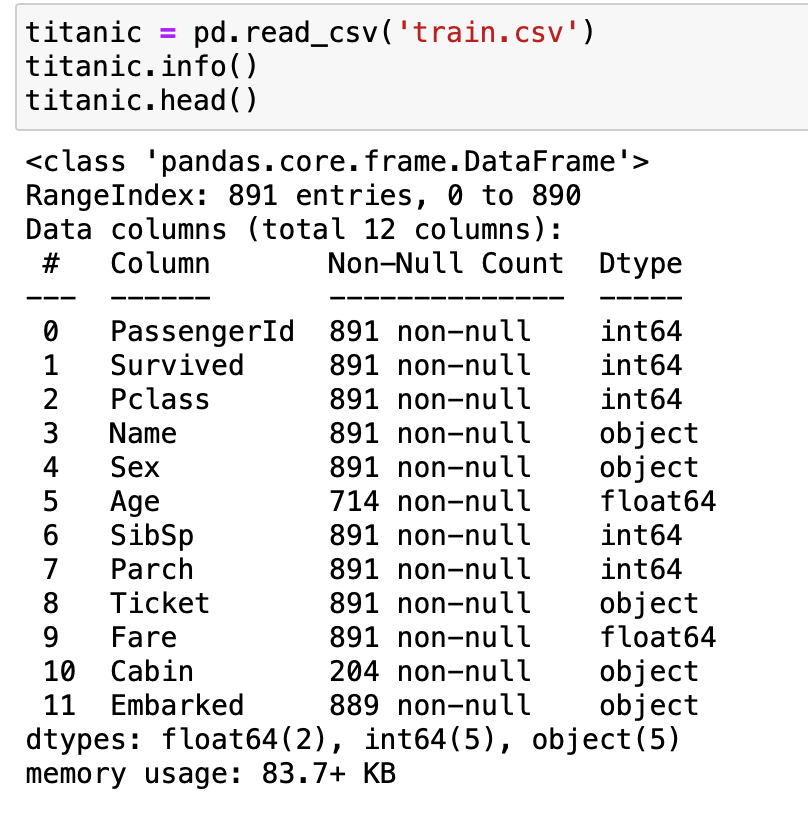 titanic = pd.read_csv('train.csv')
titanic.info()
titanic.head()
<class 'pandas.core.frame.DataFrame'>
RangeIndex: 891 entries, 0 to 890
Data columns (total 12 columns):
 #   Column       Non-Null Count  Dtype
---  ------       --------------  -----
 0   PassengerId  891 non-null    int64
 1   Survived     891 non-null    int64
 2   Pclass       891 non-null    int64
 3   Name         891 non-null    object
 4   Sex          891 non-null    object
 5   Age          714 non-null    float64
 6   SibSp        891 non-null    int64
 7   Parch        891 non-null    int64
 8   Ticket       891 non-null    object
 9   Fare         891 non-null    float64
 10  Cabin        204 non-null    object
 11  Embarked     889 non-null    object
dtypes: float64(2), int64(5), object(5)
memory usage: 83.7+ KB